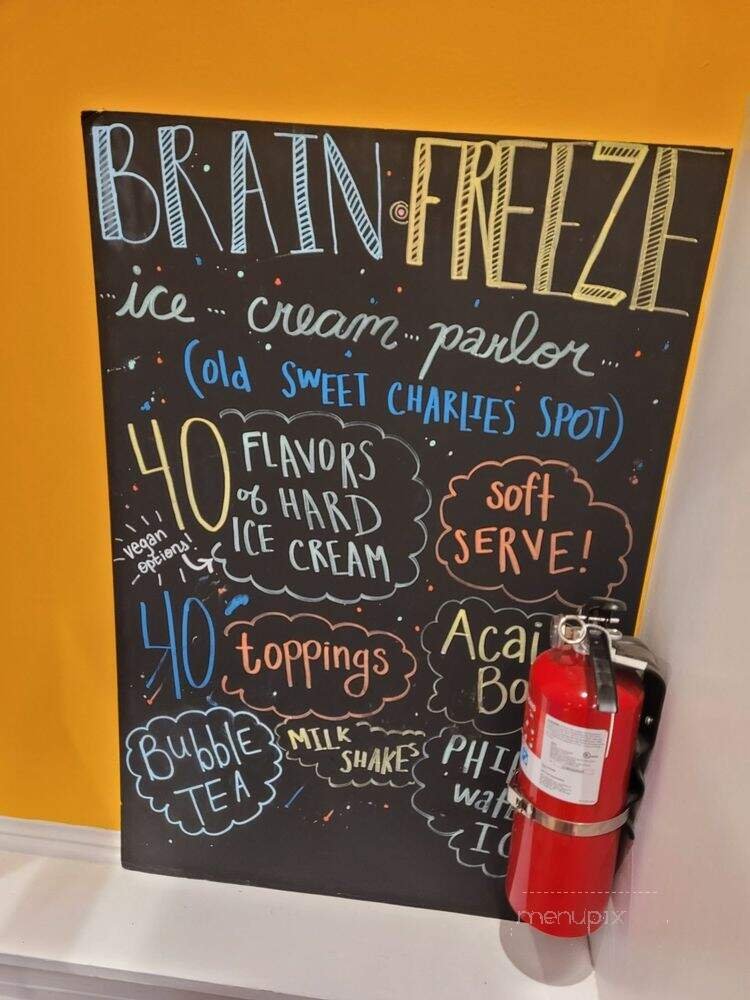 BRAIN FREEZE
ice cream parlor
(old SWEET CHARLIES SPOT)
40 FLAVORS
of HARD
ICE CREAM
vegan
options!
soft
SERVE!
40 toppings
Acai
Bubble
TEA
MILK
SHAKES
menupix